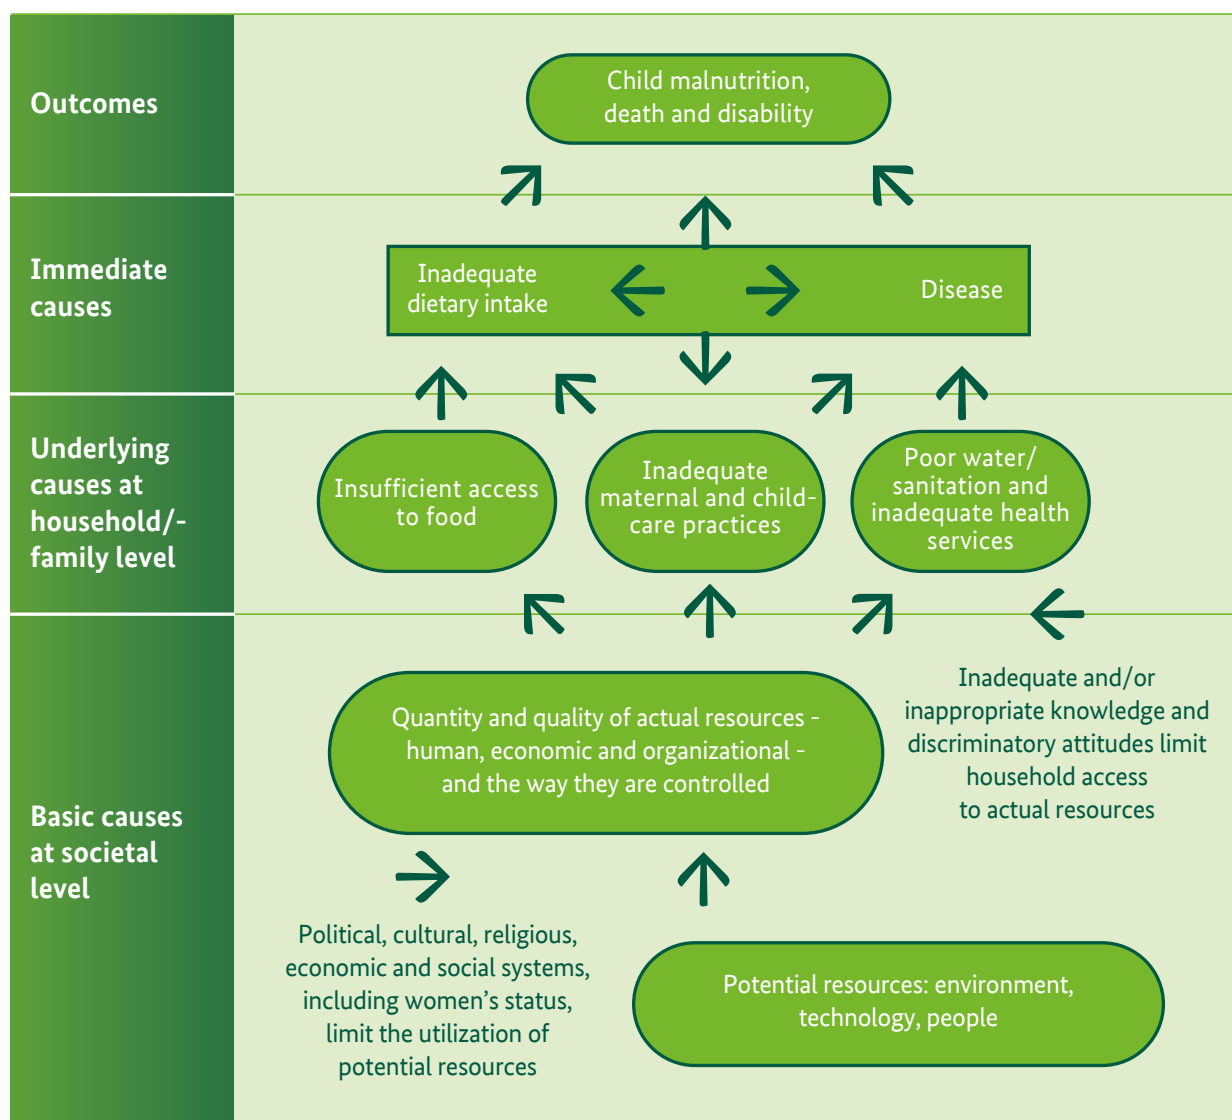 Outcomes
Child malnutrition,
death and disability
Immediate
causes
Inadequate
dietary intake
Disease
Underlying
causes at
household/-
family level
Insufficient access
to food
Inadequate
maternal and child-
care practices
Poor water/
sanitation and
inadequate health
services
Basic causes
at societal
level
Quantity and quality of actual resources -
human, economic and organizational -
and the way they are controlled
Inadequate and/or
inappropriate knowledge and
discriminatory attitudes limit
household access
to actual resources
Political, cultural, religious,
economic and social systems,
including women’s status,
limit the utilization of
potential resources
Potential resources: environment,
technology, people